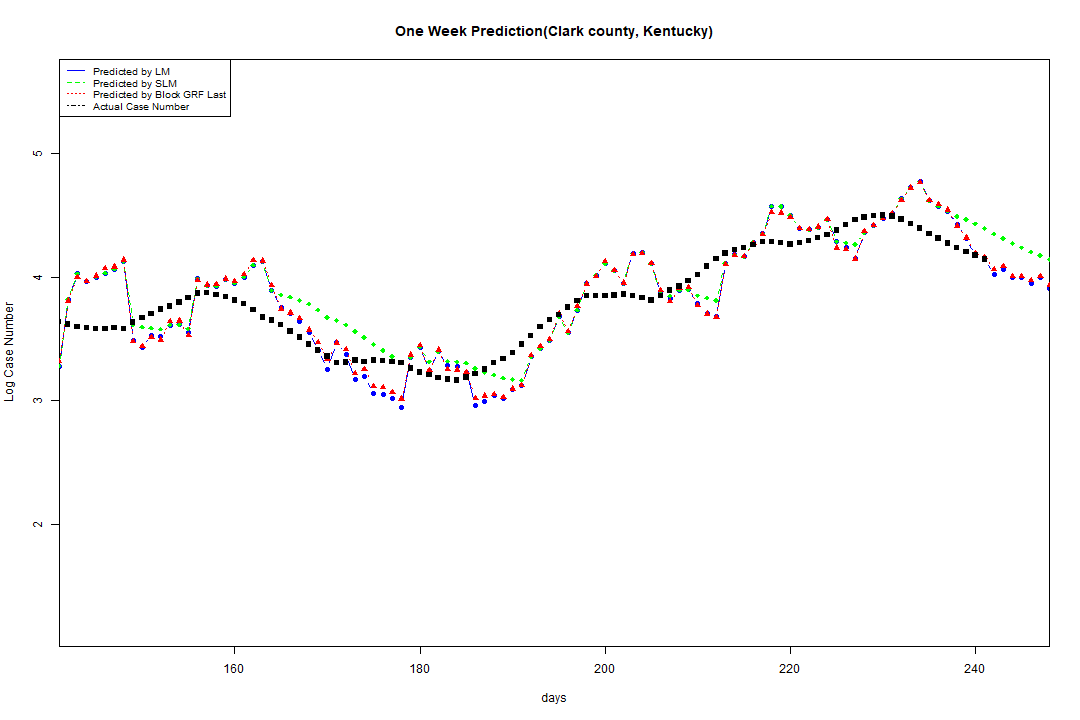 One Week Prediction(Clark county, Kentucky)
Predicted by LM
Predicted by SLM
Predicted by Block GRF Last
Actual Case Number
5
4
3
2
Log Case Number
160 180 200 220 240
days